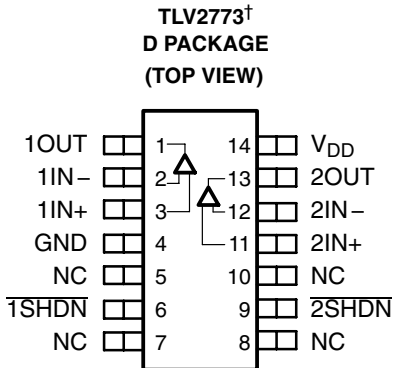 TLV2773†
D PACKAGE
(TOP VIEW)
1OUT 1 14 VDD
1IN− 2 13 2OUT
1IN+ 3 12 2IN−
GND 4 11 2IN+
NC 5 10 NC
1SHDN 6 9 2SHDN
NC 7 8 NC